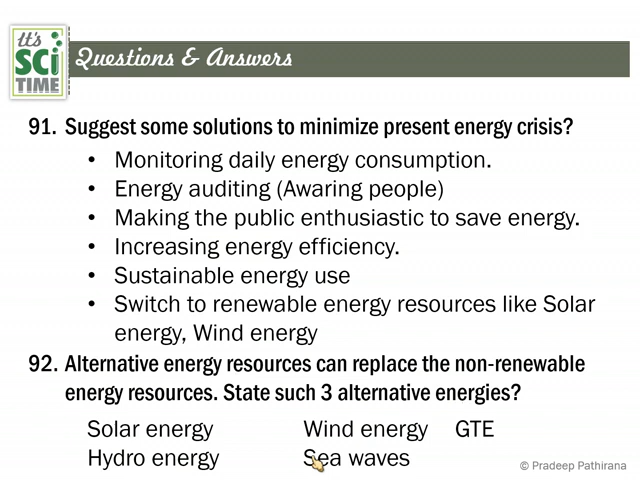 It's
SCi
TIME
Questions & Answers
91. Suggest some solutions to minimize present energy crisis?
• Monitoring daily energy consumption.
• Energy auditing (Awaring people)
• Making the public enthusiastic to save energy.
• Increasing energy efficiency.
• Sustainable energy use
• Switch to renewable energy resources like Solar
energy, Wind energy
92. Alternative energy resources can replace the non-renewable
energy resources. State such 3 alternative energies?
Solar energy Wind energy GTE
Hydro energy Sea waves
© Pradeep Pathirana